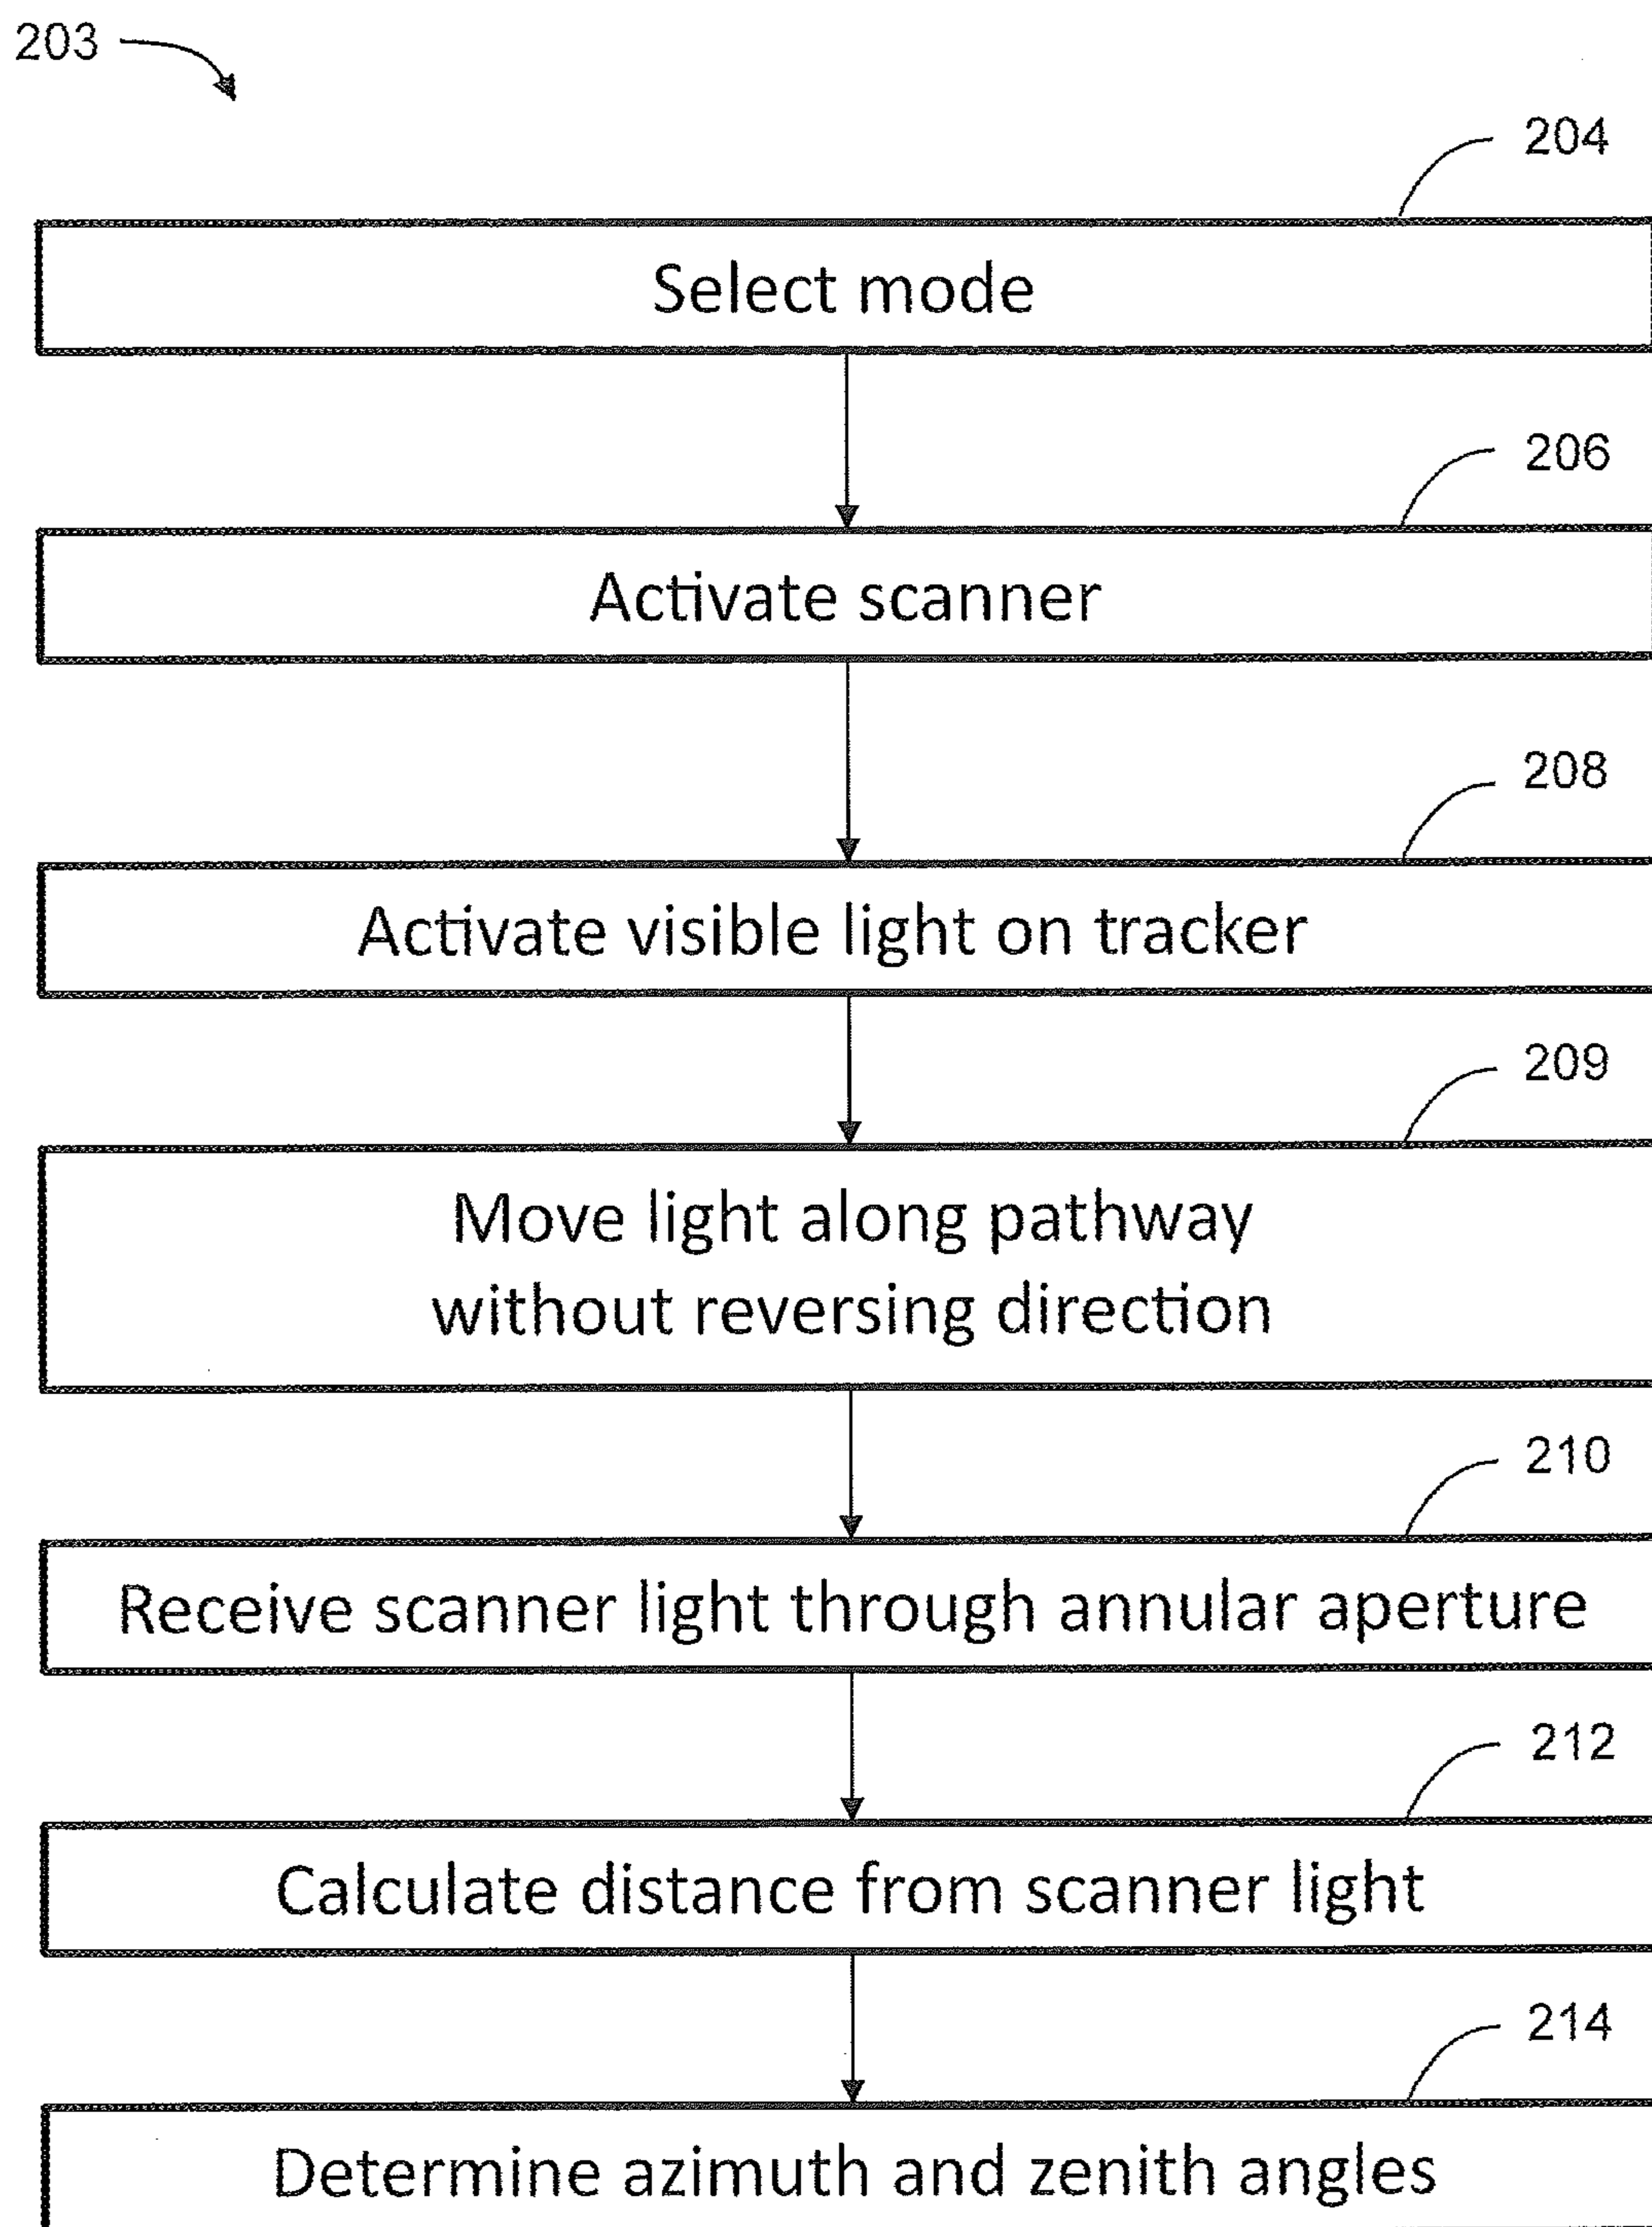 203
204
Select mode
206
Activate scanner
208
Activate visible light on tracker
209
Move light along pathway
without reversing direction
210
Receive scanner light through annular aperture
212
Calculate distance from scanner light
214
Determine azimuth and zenith angles